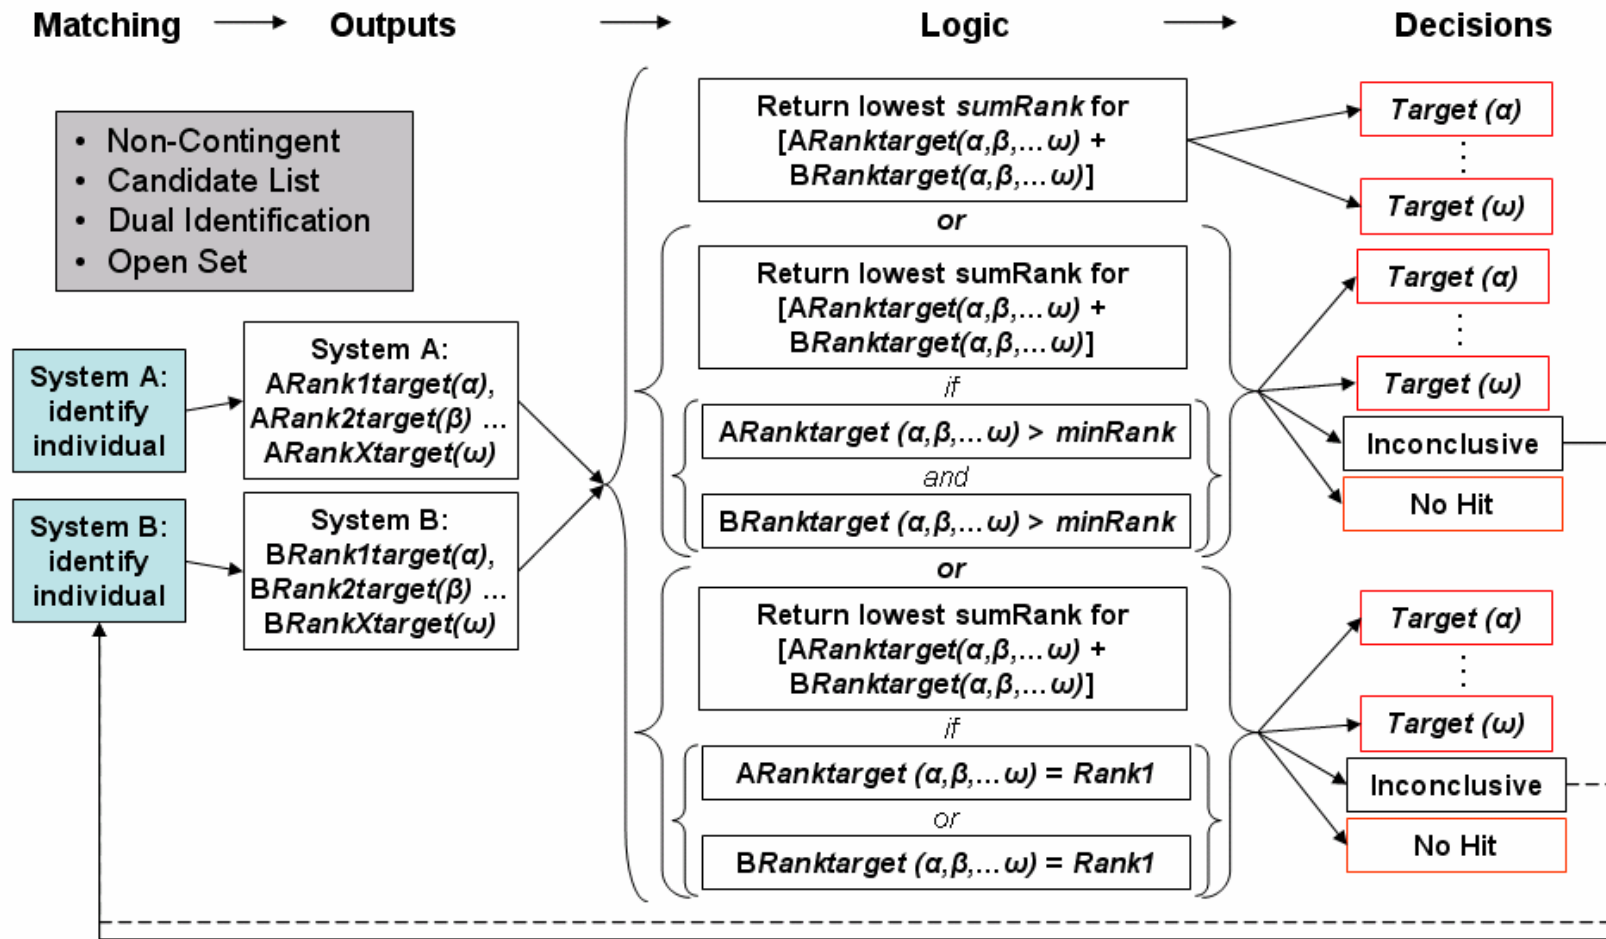 Matching
Outputs
Logic
Decisions
• Non-Contingent
• Candidate List
• Dual Identification
• Open Set
System A:
identify
individual
System B:
identify
individual
System A:
ARank1target(α),
ARank2target(β) ...
ARankXtarget(ω)
System B:
BRank1target(α),
BRank2target(β) ...
BRankXtarget(ω)
Return lowest sumRank for
[ARanktarget(α,β,...ω) +
BRanktarget(α,β,...ω)]
or
Return lowest sumRank for
[ARanktarget(α,β,...ω) +
BRanktarget(α,β,...ω)]
if
ARanktarget (α,β,...ω) > minRank
and
BRanktarget (α,β,...ω) > minRank
or
Return lowest sumRank for
[ARanktarget(α,β,...ω) +
BRanktarget(α,β,...ω)]
if
ARanktarget (α,β,...ω) = Rank1
or
BRanktarget (α,β,...ω) = Rank1
Target (α)
⋮
Target (ω)
Target (α)
⋮
Target (ω)
Inconclusive
No Hit
Target (α)
⋮
Target (ω)
Inconclusive
No Hit